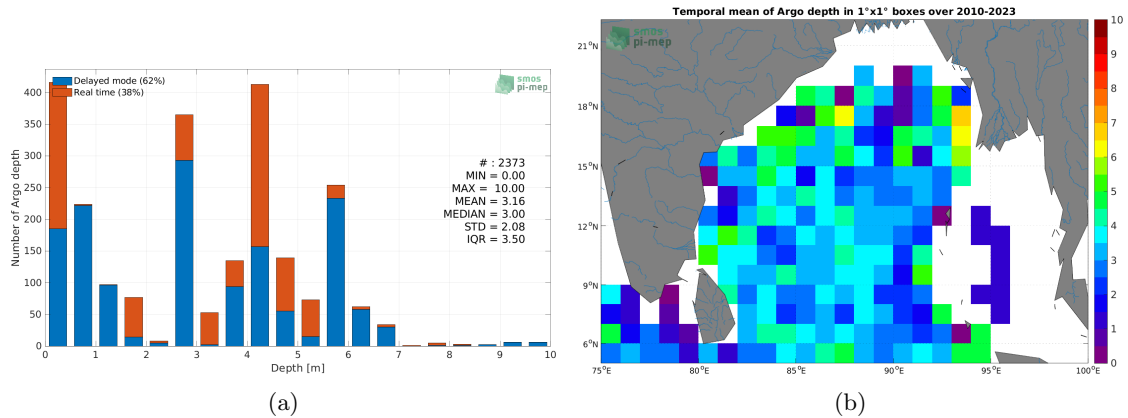 Delayed mode (62%)
Real time (38%)
smos
pi-mep
# : 2373
MIN = 0.00
MAX = 10.00
MEAN = 3.16
MEDIAN = 3.00
STD = 2.08
IQR = 3.50
Number of Argo depth
400
350
300
250
200
150
100
50
0
0 1 2 3 4 5 6 7 8 9 10
Depth [m]
(a)
Temporal mean of Argo depth in 1°x1° boxes over 2010-2023
smos
pi-mep
21°N
18°N
15°N
12°N
9°N
6°N
75°E 80°E 85°E 90°E 95°E 100°E
10
9
8
7
6
5
4
3
2
1
0
(b)